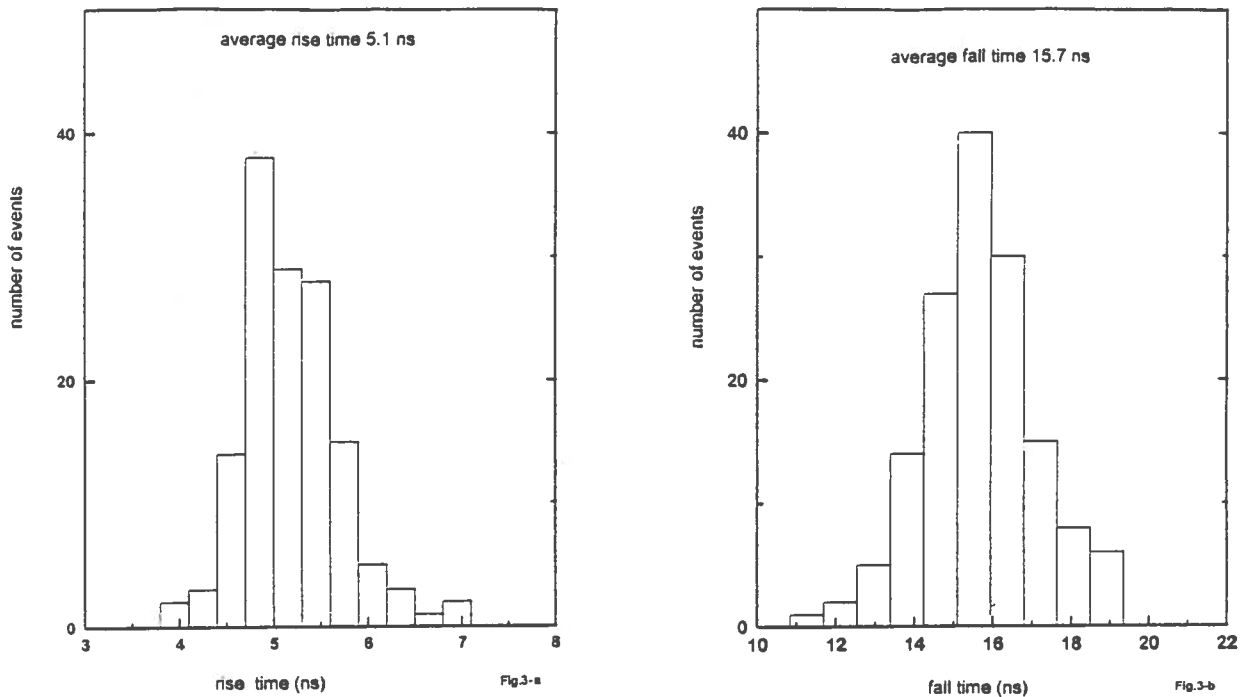 average rise time 5.1 ns
40
20
0
number of events
3 4 5 6 7 8
rise time (ns)
Fig.3-a
average fall time 15.7 ns
40
20
0
number of events
10 12 14 16 18 20 22
fall time (ns)
Fig.3-b